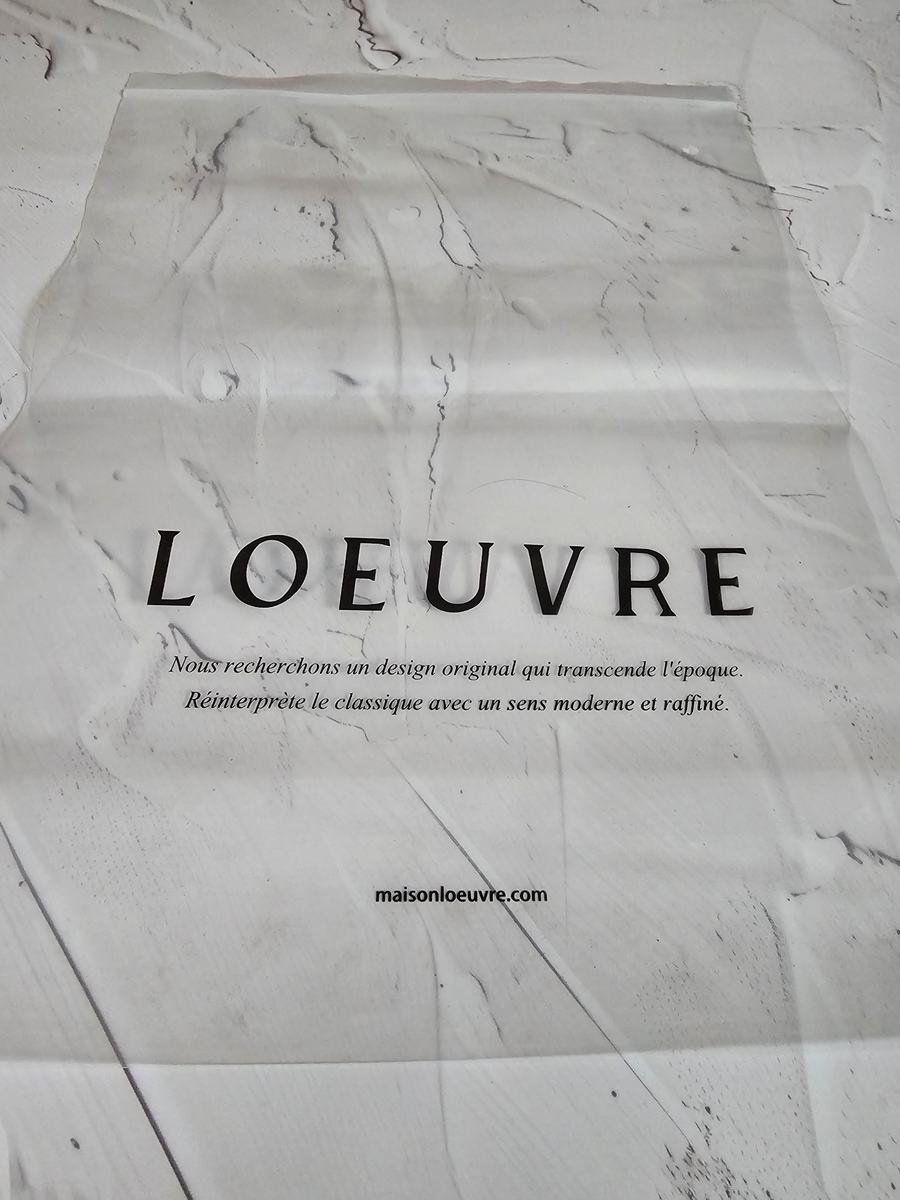 LOEUVRE
Nous recherchons un design original qui transcende l'époque.
Réinterprète le classique avec un sens moderne et raffiné.
maisonloeuvre.com